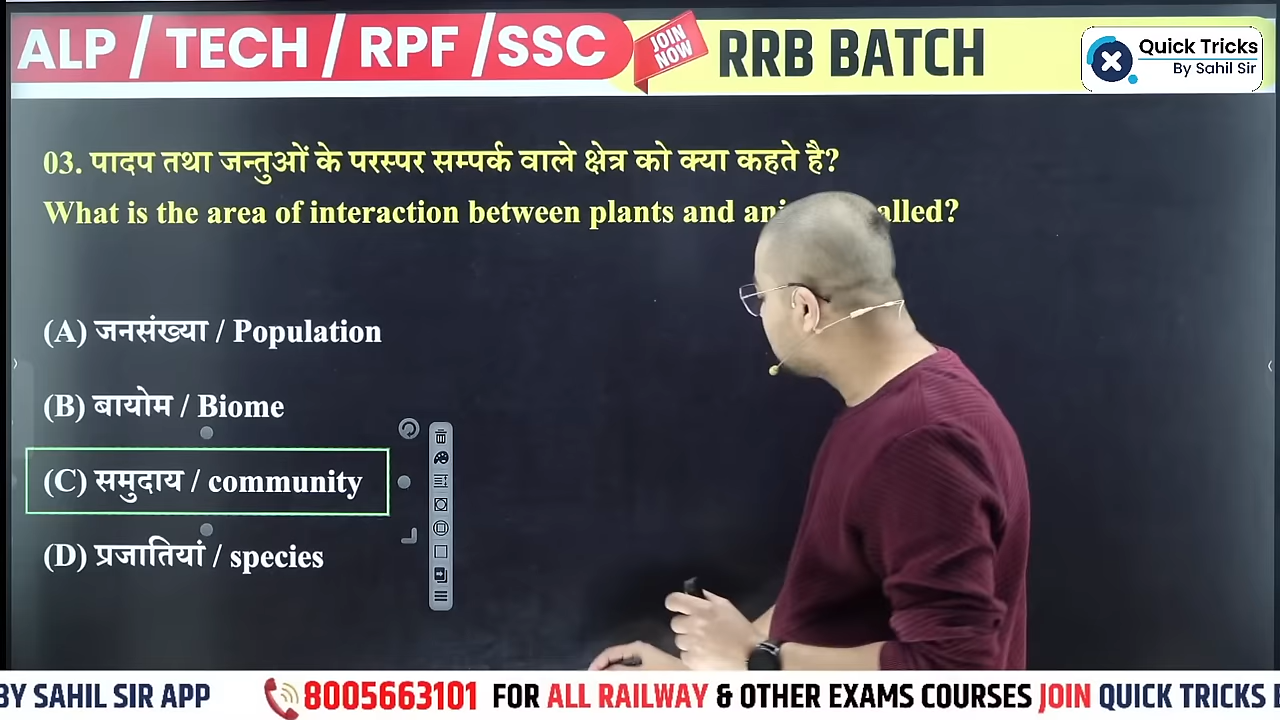 ALP / TECH / RPF / SSC
JOIN NOW
RRB BATCH
Quick Tricks
By Sahil Sir
03. पादप तथा जन्तुओं के परस्पर सम्पर्क वाले क्षेत्र को क्या कहते है?
What is the area of interaction between plants and alled?
(A) जनसंख्या / Population
(B) बायोम / Biome
(C) समुदाय / community
(D) प्रजातियां / species
BY SAHIL SIR APP 8005663101 FOR ALL RAILWAY & OTHER EXAMS COURSES JOIN QUICK TRICKS